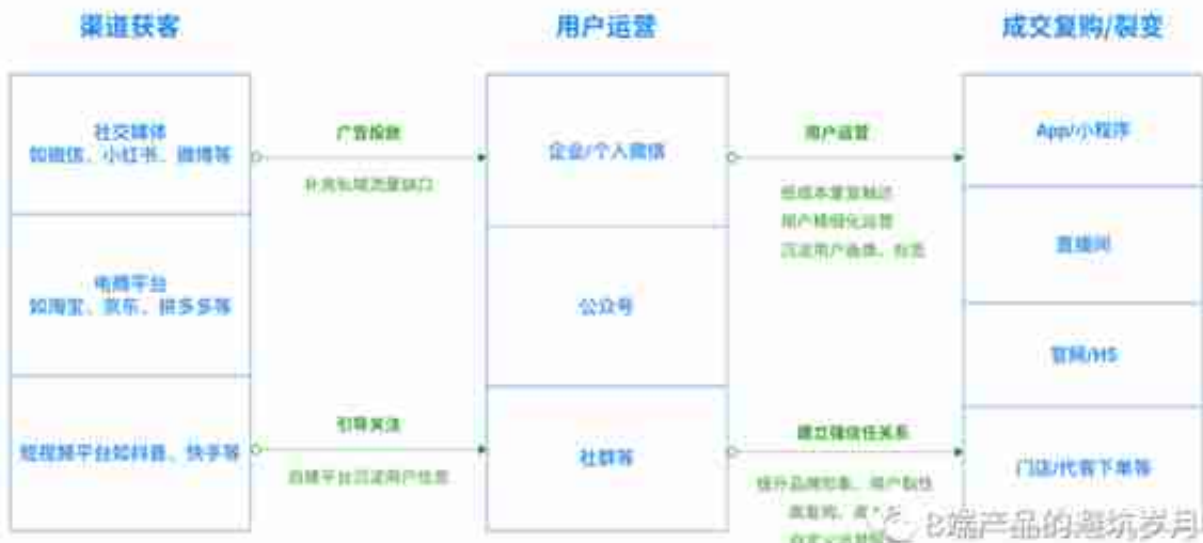 渠道获客
用户运营
成交复购/裂变
社交媒体
如微信、小红书、微博等
电商平台
如淘宝、京东、拼多多等
短视频平台如抖音、快手等
广告投放
补充私域流量缺口
引导关注
自建平台沉淀用户信息
企业/个人微信
公众号
社群等
用户运营
低成本重复触达
用户精细化运营
沉淀用户画像、标签
建立强信任关系
提升品牌形象、用户黏性
高复购、高
App/小程序
直播间
官网/H5
门店/代客下单等
B端产品的避坑岁月